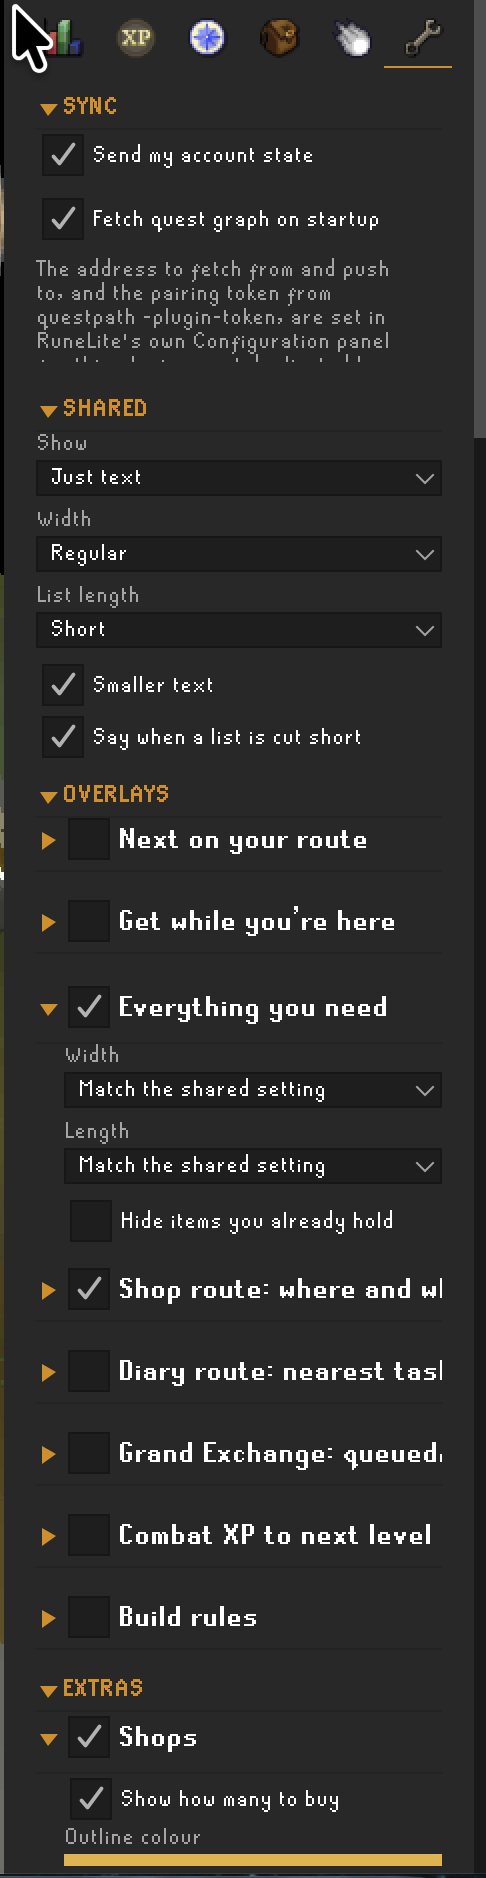 XP
SYNC
Send my account state
Fetch quest graph on startup
The address to fetch from and push
to, and the pairing token from
questpath -plugin-token, are set in
RuneLite's own Configuration panel
SHARED
Show
Just text
Width
Regular
List length
Short
Smaller text
Say when a list is cut short
OVERLAYS
Next on your route
Get while you're here
Everything you need
Width
Match the shared setting
Length
Match the shared setting
Hide items you already hold
Shop route: where and
Diary route: nearest
Grand Exchange: queued
Combat XP to next level
Build rules
EXTRAS
Shops
Show how many to buy
Outline colour